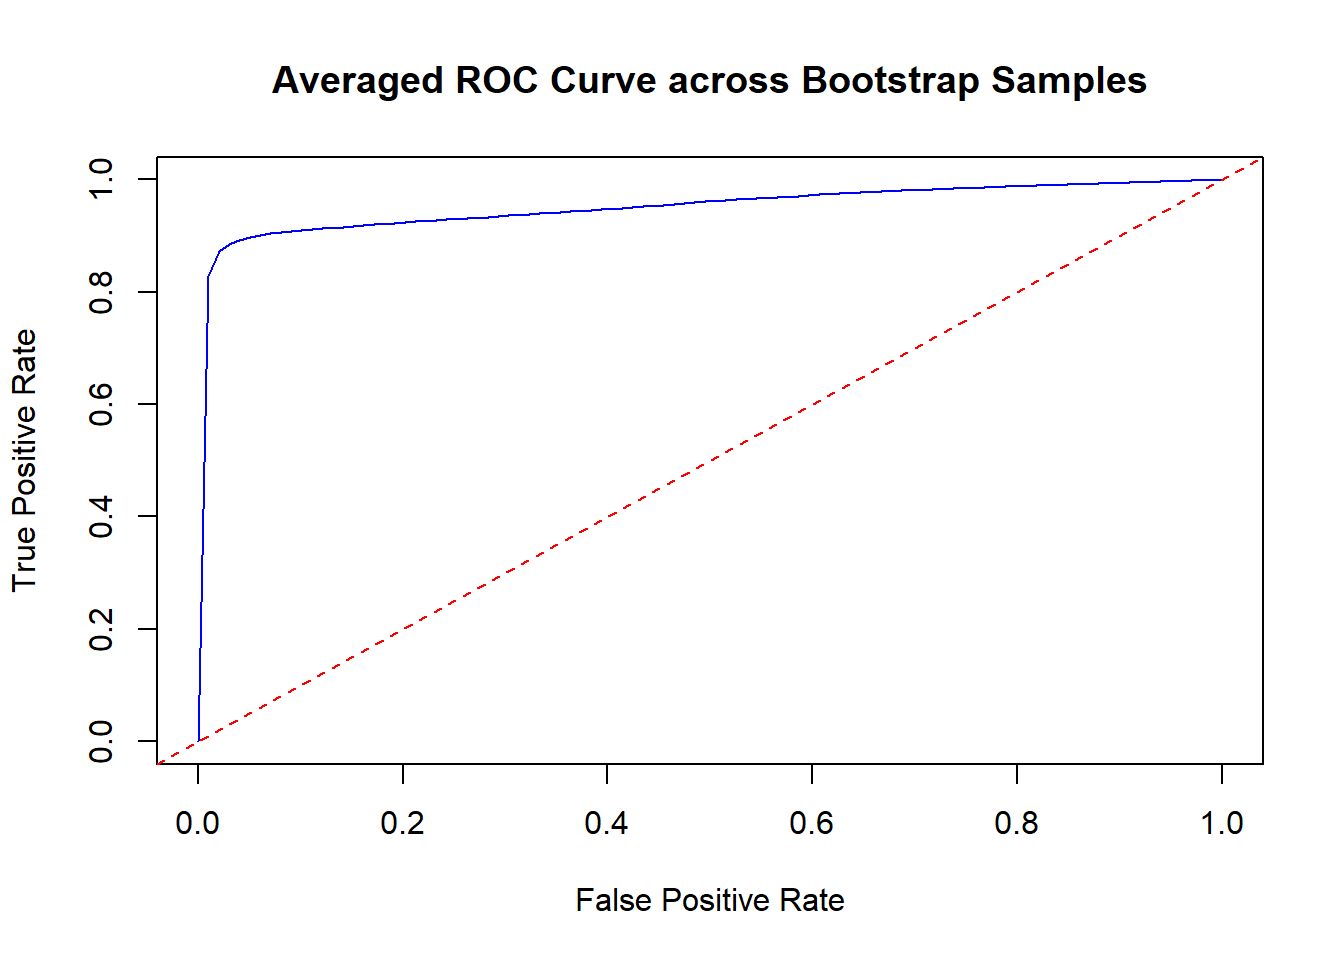 Averaged ROC Curve across Bootstrap Samples
True Positive Rate
1.0
0.8
0.6
0.4
0.2
0.0
0.0 0.2 0.4 0.6 0.8 1.0
False Positive Rate